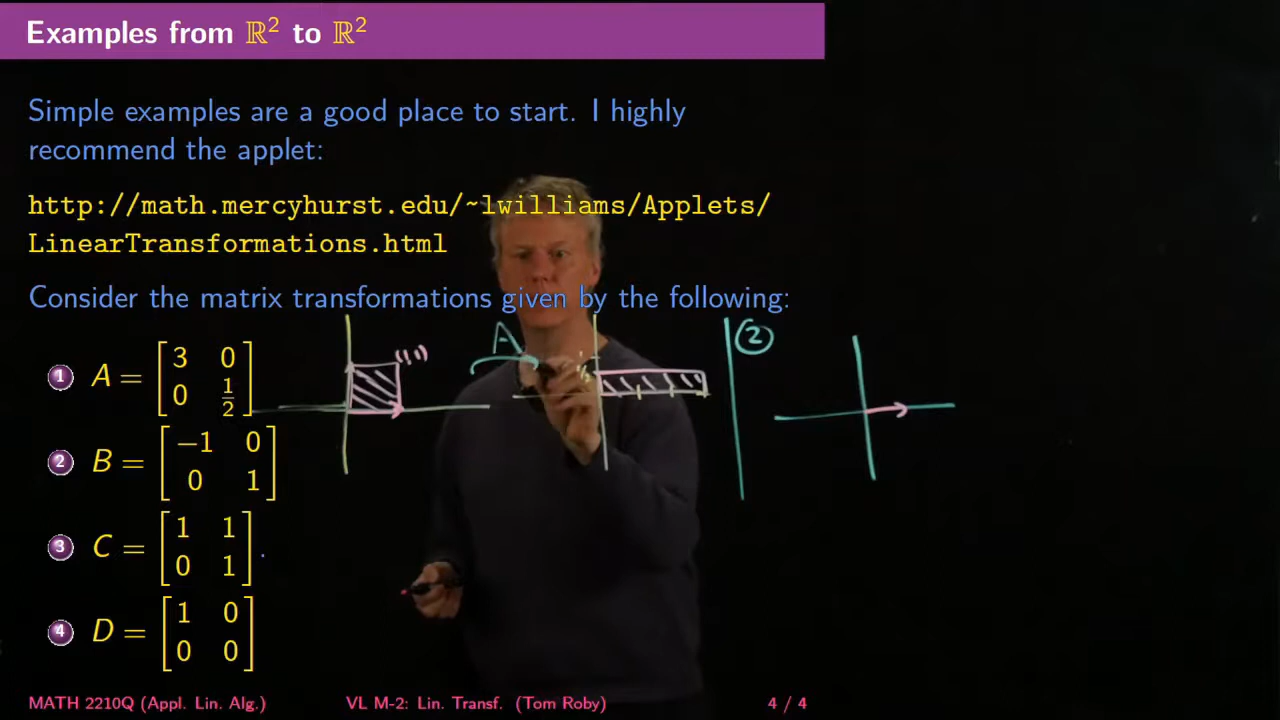 Examples from ℝ² to ℝ²
Simple examples are a good place to start. I highly
recommend the applet:
http://math.mercyhurst.edu/~lwilliams/Applets/
LinearTransformations.html
Consider the matrix transformations given by the following:
1 A = [3 0
0 1/2]
2 B = [−1 0
0 1]
3 C = [1 1
0 1].
4 D = [1 0
0 0]
(1,1)
A
2
MATH 2210Q (Appl. Lin. Alg.) VL M-2: Lin. Transf. (Tom Roby) 4 / 4